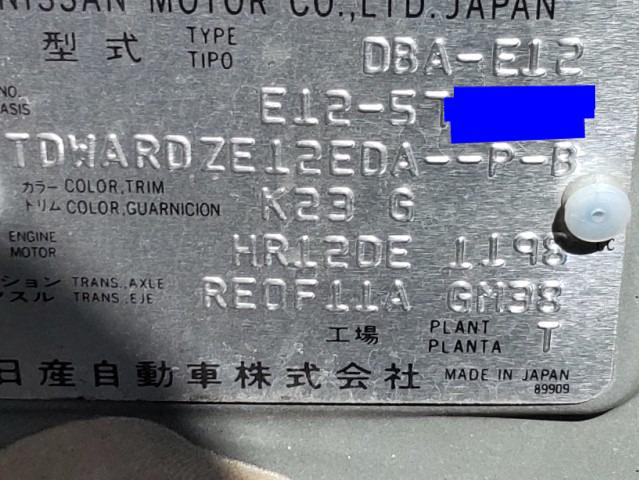 NISSAN MOTOR CO.,LTD. JAPAN
型式 TYPE DBA-E12
TIPO
NO. E12-5
ASIS
TDWARDZE12EDA--P-B
カラー COLOR,TRIM K23 G
トリム COLOR,GUARNICION
ENGINE HR12DE 1198
MOTOR
ション TRANS.,AXLE RE0F11A GM38
スル TRANS.,EJE
工場 PLANT T
PLANTA
日産自動車株式会社 MADE IN JAPAN
89909